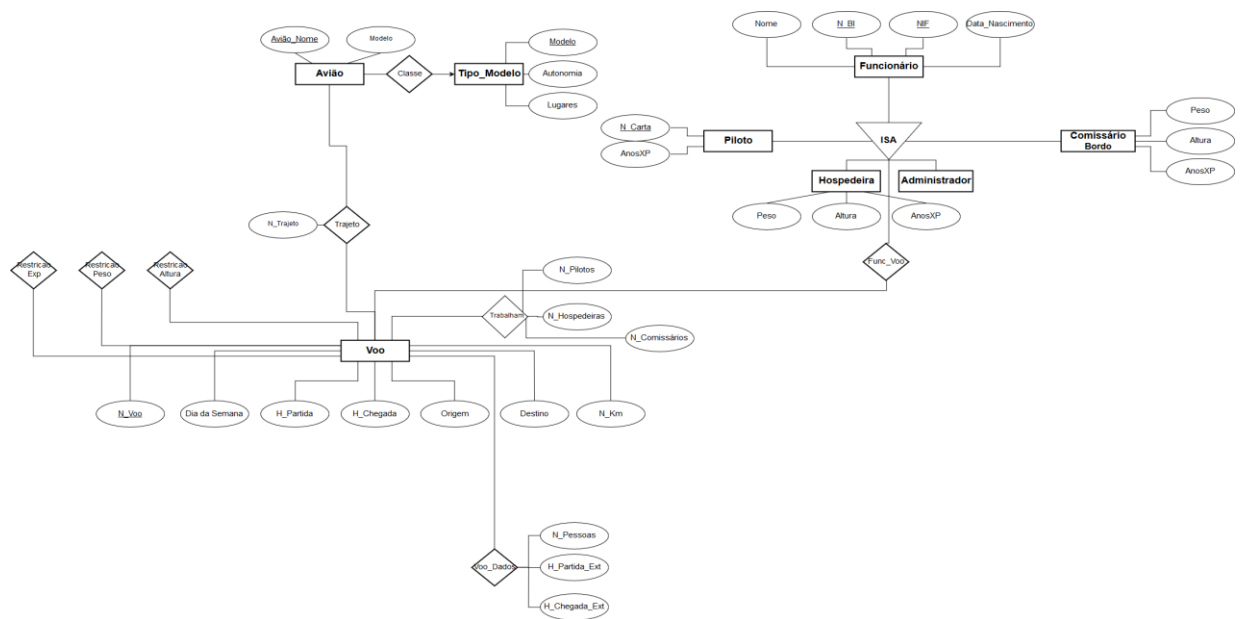 Avião_Nome
Modelo
Avião
Classe
Tipo_Modelo
Modelo
Autonomia
Lugares
Nome
N_BI
NIF
Data_Nascimento
Funcionário
ISA
N_Carta
AnosXP
Piloto
Comissário
Bordo
Peso
Altura
AnosXP
Hospedeira
Administrador
Peso
Altura
AnosXP
N_Trajeto
Trajeto
Restricao
Exp
Restricao
Peso
Restricao
Altura
Func_Voo
N_Pilotos
Trabalham
N_Hospedeiras
N_Comissários
Voo
N_Voo
Dia da Semana
H_Partida
H_Chegada
Origem
Destino
N_Km
Voo_Dados
N_Pessoas
H_Partida_Ext
H_Chegada_Ext